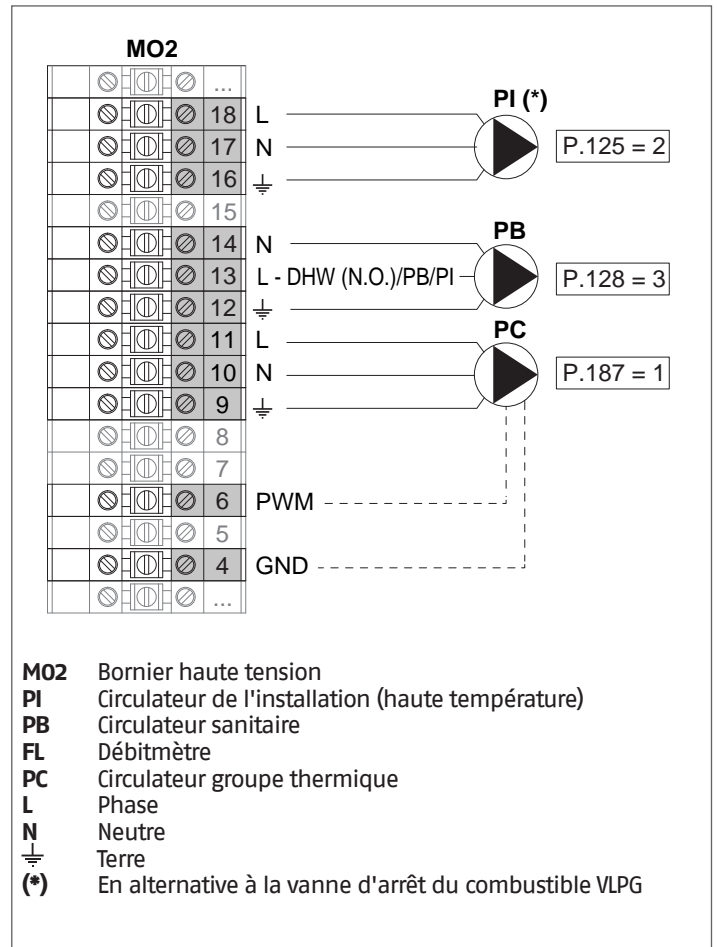 MO2
...
18 L PI (*)
17 N P.125 = 2
16 ⏚
15
14 N PB
13 L - DHW (N.O.)/PB/PI P.128 = 3
12 ⏚
11 L PC
10 N P.187 = 1
9 ⏚
8
7
6 PWM
5
4 GND
...
M02 Bornier haute tension
PI Circulateur de l'installation (haute température)
PB Circulateur sanitaire
FL Débitmètre
PC Circulateur groupe thermique
L Phase
N Neutre
⏚ Terre
(*) En alternative à la vanne d'arrêt du combustible VLPG